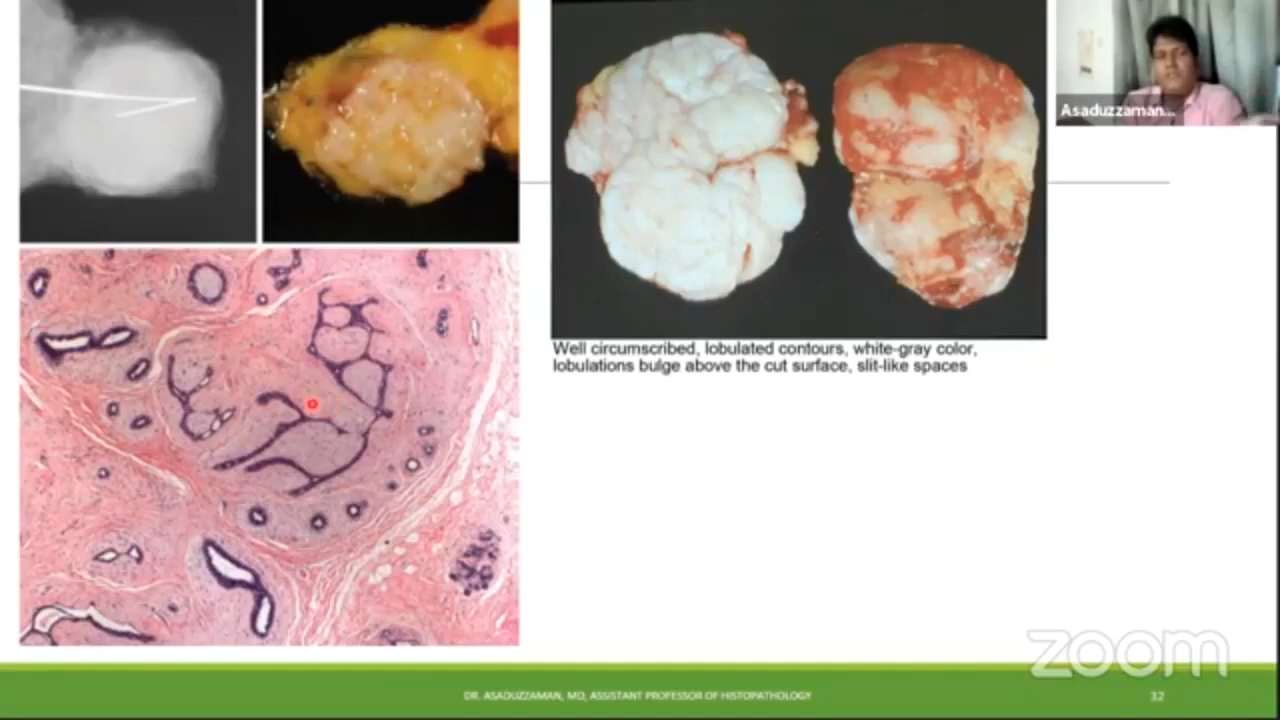 Asaduzzaman...
Well circumscribed, lobulated contours, white-gray color,
lobulations bulge above the cut surface, slit-like spaces
zoom
DR. ASADUZZAMAN, MD, ASSISTANT PROFESSOR OF HISTOPATHOLOGY
32